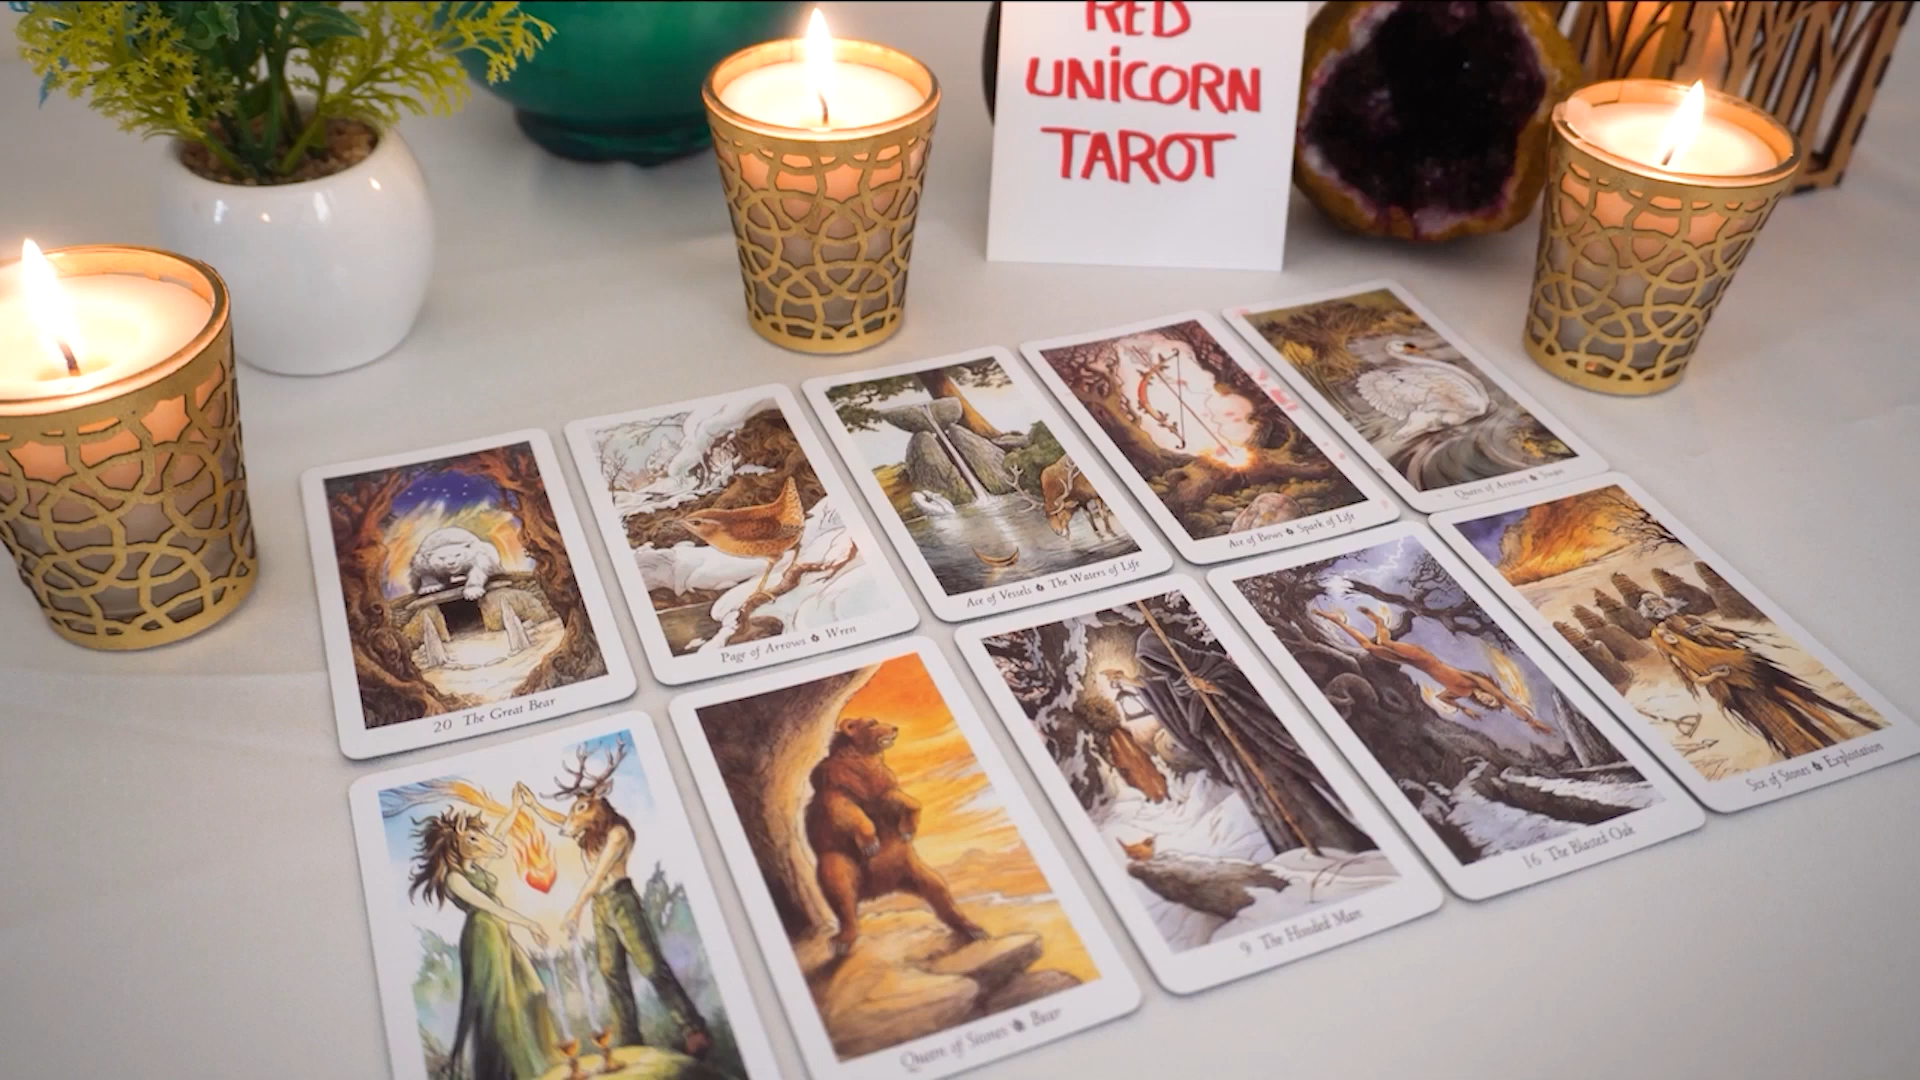 RED
UNiCORN
TAROT
Queen of Arrows Swan
Ace of Bows Spark of Life
Ace of Vessels The Waters of Life
Page of Arrows Wren
20 The Great Bear
Six of Stones Exploitation
16 The Blasted Oak
9 The Hooded Man
Queen of Stones Bear